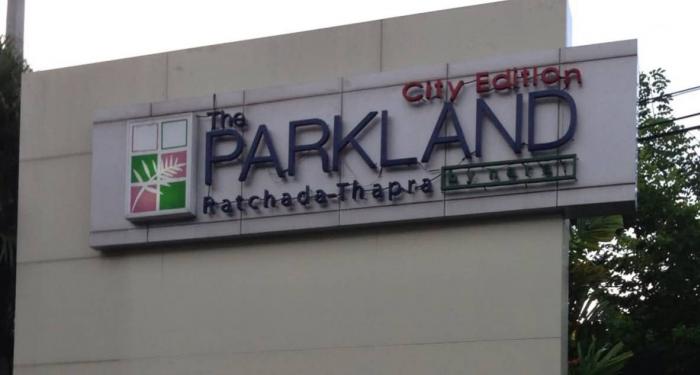 City Edition
The
PARKLAND
Ratchada-Thapra by narai